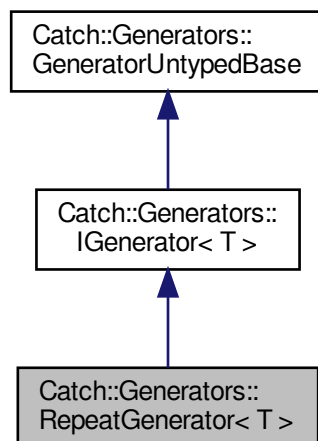 Catch::Generators::
GeneratorUntypedBase
Catch::Generators::
IGenerator< T >
Catch::Generators::
RepeatGenerator< T >